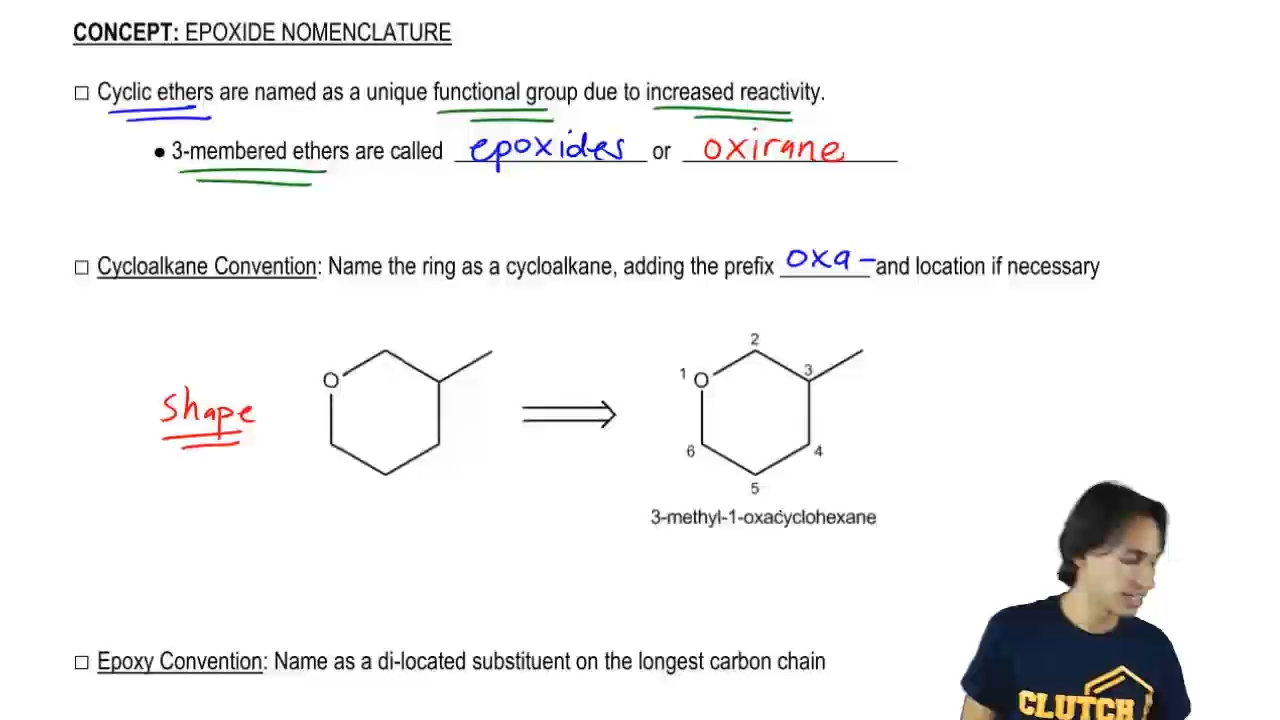 CONCEPT: EPOXIDE NOMENCLATURE
□ Cyclic ethers are named as a unique functional group due to increased reactivity.
● 3-membered ethers are called epoxides or oxirane
□ Cycloalkane Convention: Name the ring as a cycloalkane, adding the prefix oxa- and location if necessary
shape
O
1 O 2 3 4 5 6
3-methyl-1-oxacyclohexane
□ Epoxy Convention: Name as a di-located substituent on the longest carbon chain
CLUTCH